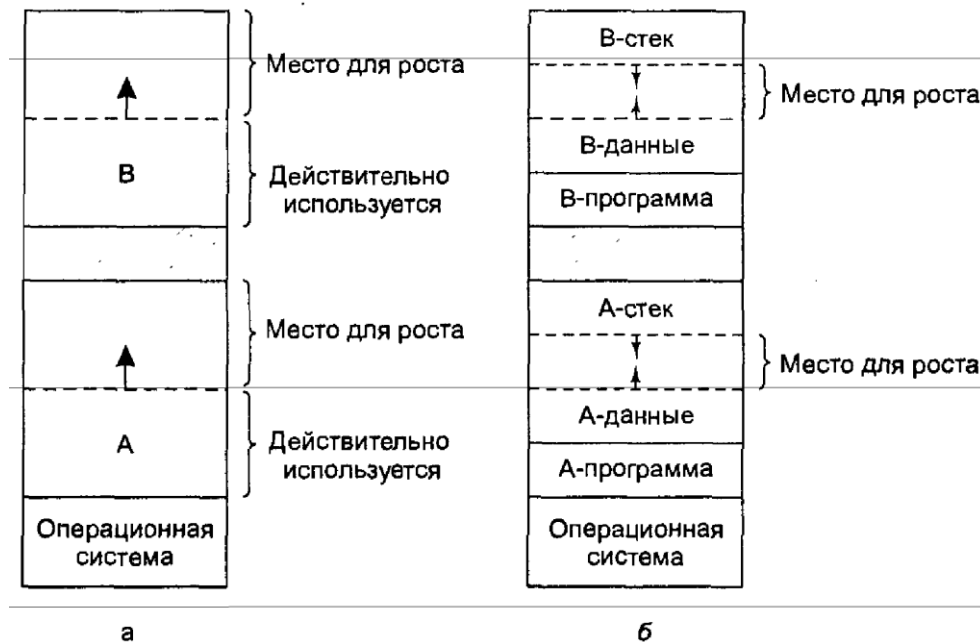 Место для роста
В
Действительно
используется
Место для роста
А
Действительно
используется
Операционная
система
а
В-стек
Место для роста
В-данные
В-программа
А-стек
Место для роста
А-данные
А-программа
Операционная
система
б